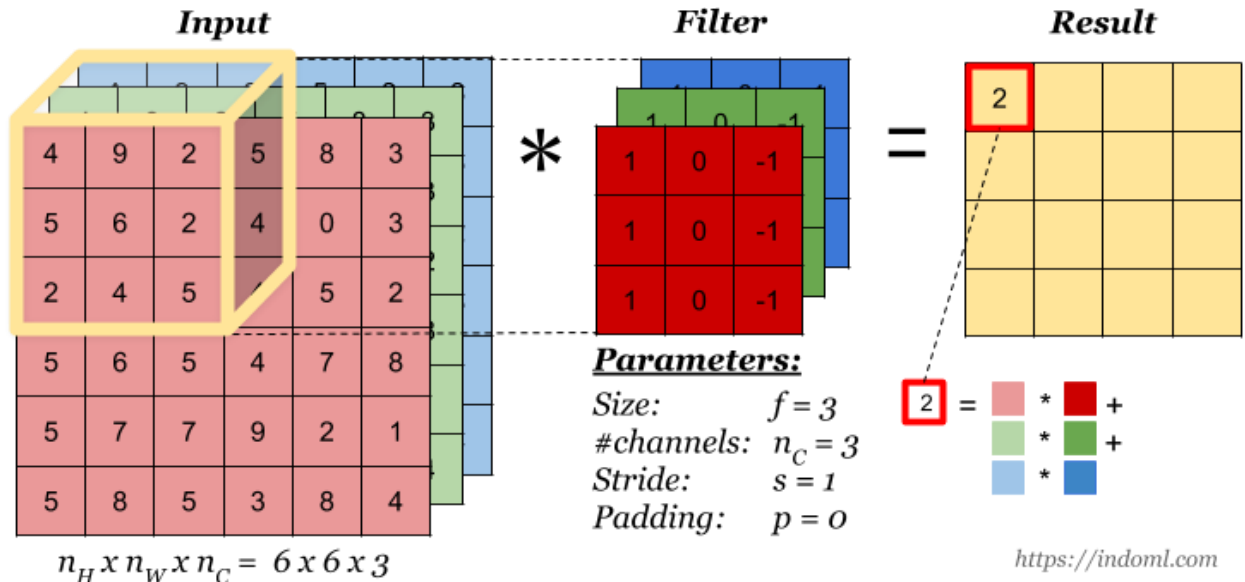 Input
Filter
Result
4 9 2 5 8 3
5 6 2 4 0 3
2 4 5 5 2
5 6 5 4 7 8
5 7 7 9 2 1
5 8 5 3 8 4
n_H x n_W x n_C = 6 x 6 x 3
*
1 0 -1
1 0 -1
1 0 -1
1 0 -1
=
2
Parameters:
Size: f = 3
#channels: n_C = 3
Stride: s = 1
Padding: p = 0
2 = * +
* +
*
https://indoml.com